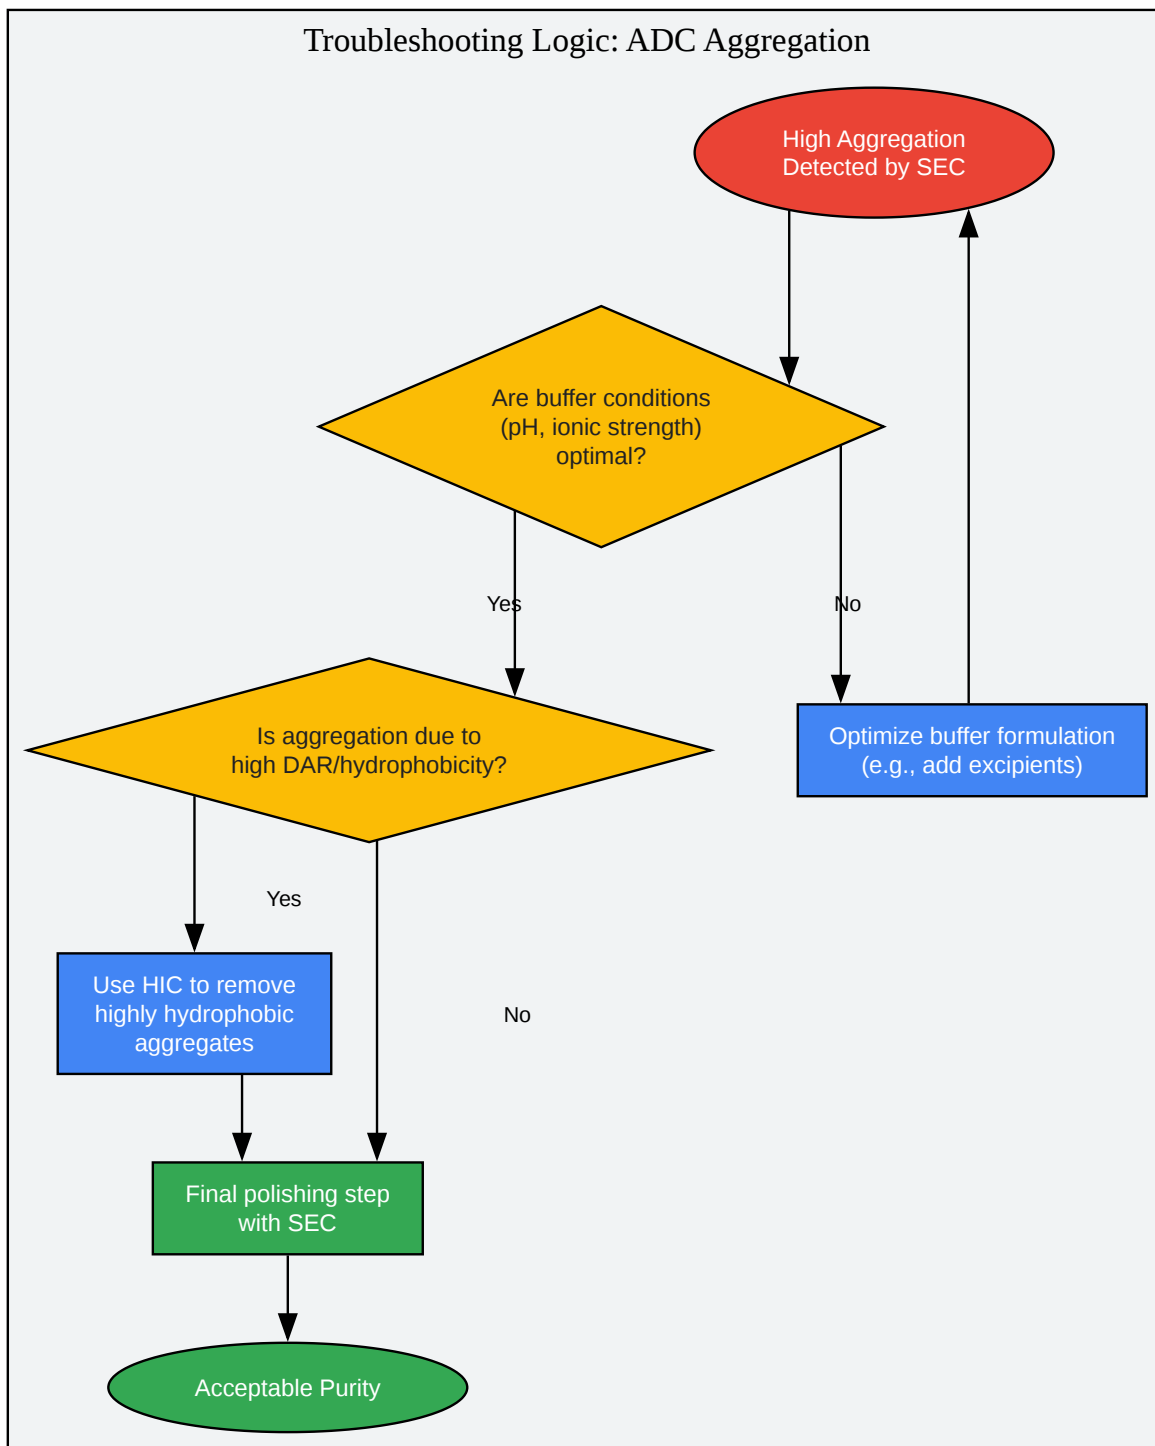 Troubleshooting Logic: ADC Aggregation
High Aggregation
Detected by SEC
Are buffer conditions
(pH, ionic strength)
optimal?
Yes
No
Is aggregation due to
high DAR/hydrophobicity?
Optimize buffer formulation
(e.g., add excipients)
Yes
Use HIC to remove
highly hydrophobic
aggregates
No
Final polishing step
with SEC
Acceptable Purity